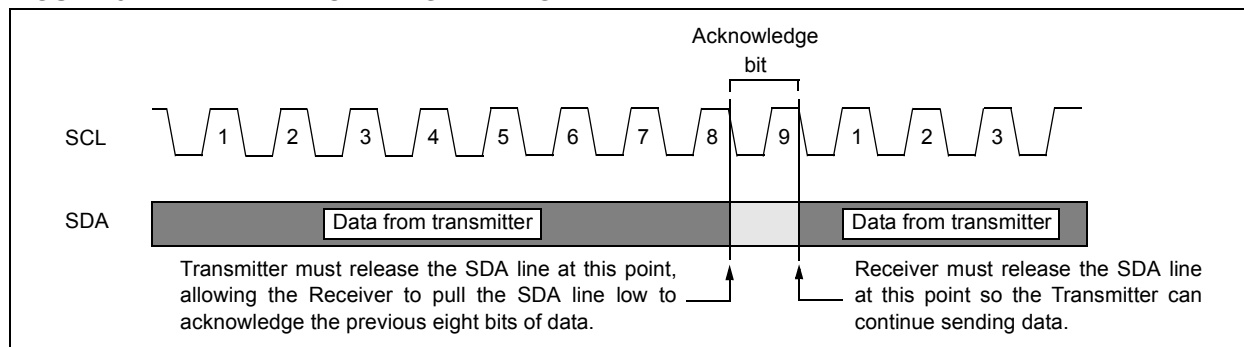 Acknowledge
bit
SCL
1 2 3 4 5 6 7 8 9 1 2 3
SDA
Data from transmitter
Data from transmitter
Transmitter must release the SDA line at this point,
allowing the Receiver to pull the SDA line low to
acknowledge the previous eight bits of data.
Receiver must release the SDA line
at this point so the Transmitter can
continue sending data.